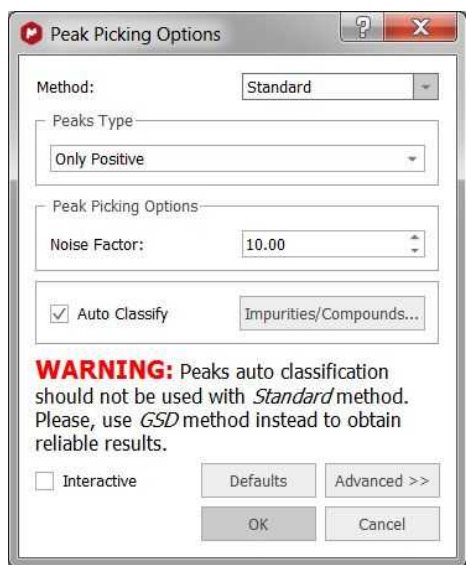 Peak Picking Options
Method: Standard
Peaks Type
Only Positive
Peak Picking Options
Noise Factor: 10.00
Auto Classify Impurities/Compounds...
WARNING: Peaks auto classification
should not be used with Standard method.
Please, use GSD method instead to obtain
reliable results.
Interactive Defaults Advanced >>
OK Cancel